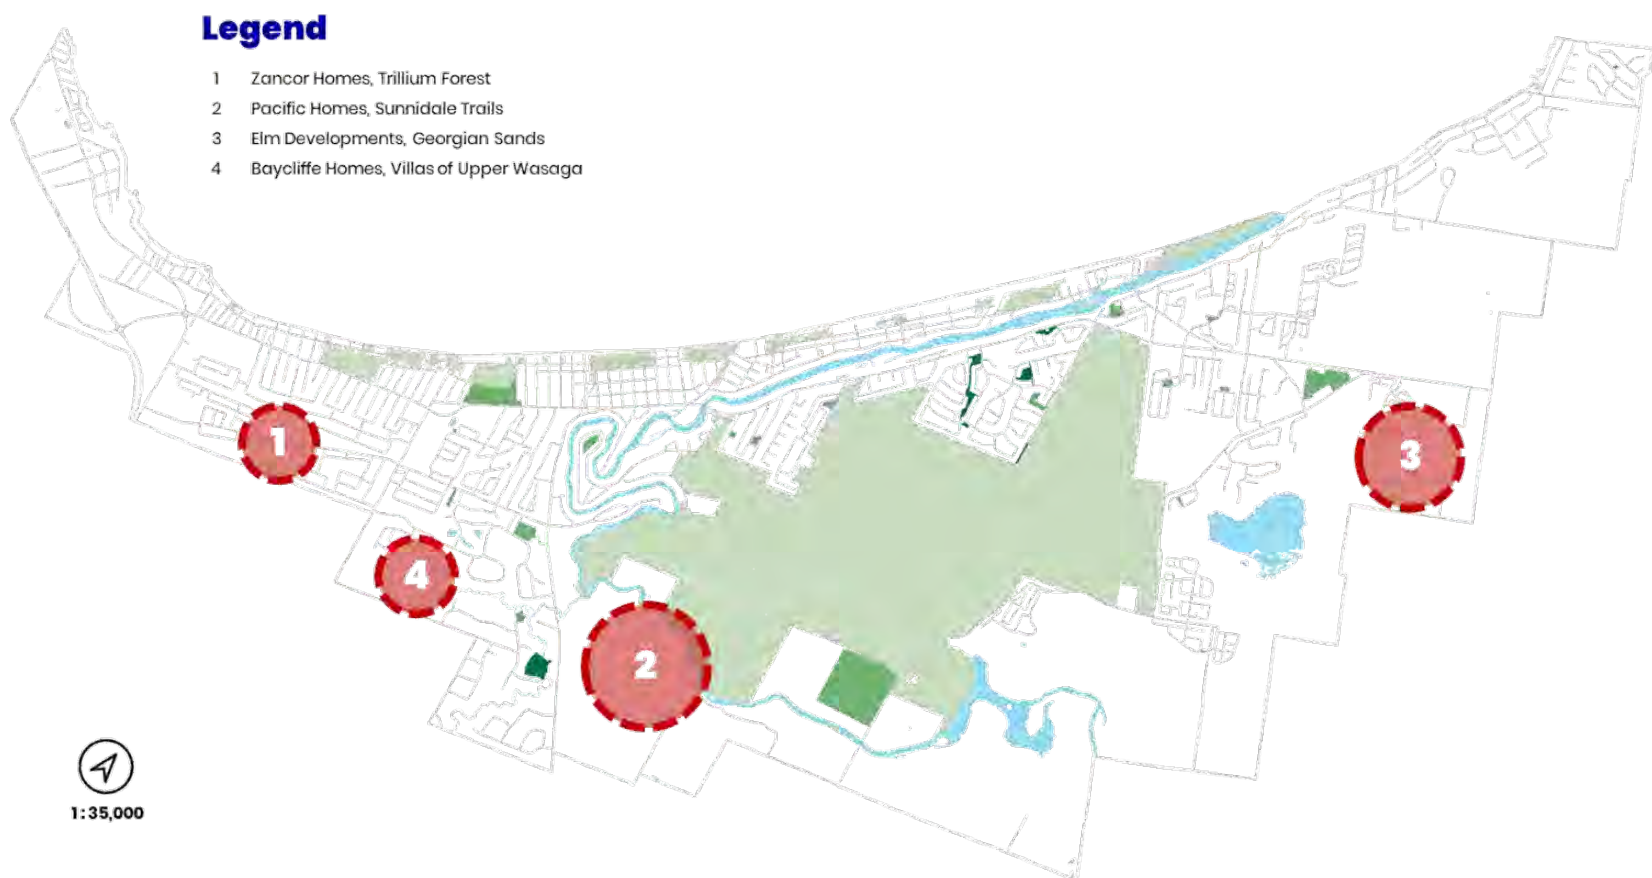 Legend
1 Zancor Homes, Trillium Forest
2 Pacific Homes, Sunnidale Trails
3 Elm Developments, Georgian Sands
4 Baycliffe Homes, Villas of Upper Wasaga
1
3
4
2
1:35,000